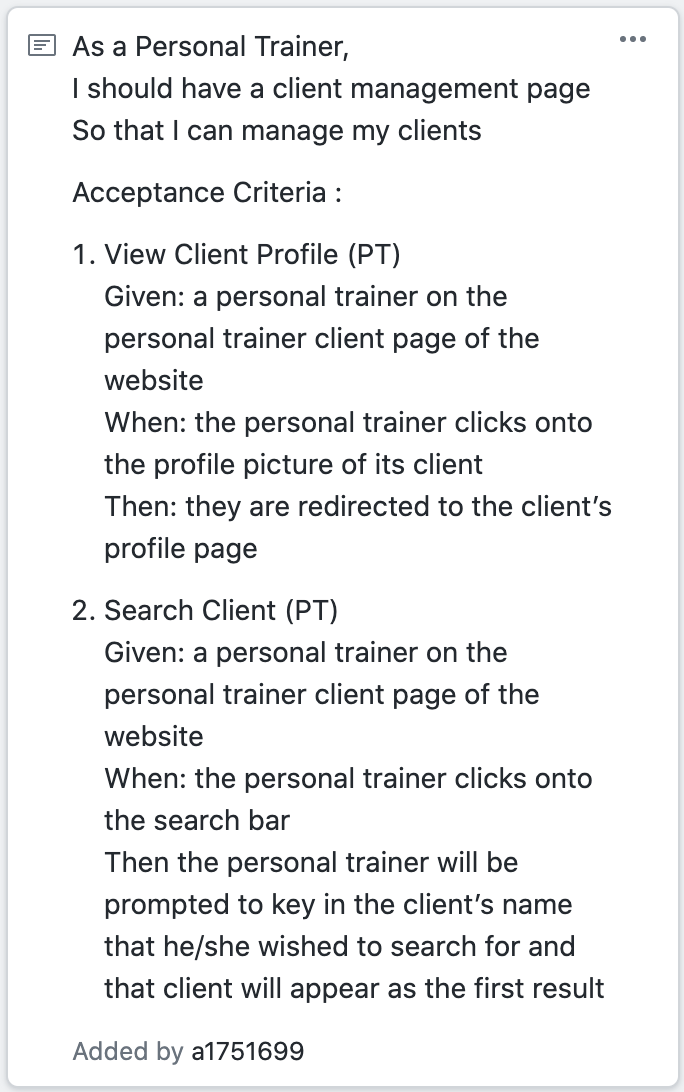 As a Personal Trainer,
I should have a client management page
So that I can manage my clients
Acceptance Criteria :
1. View Client Profile (PT)
Given: a personal trainer on the
personal trainer client page of the
website
When: the personal trainer clicks onto
the profile picture of its client
Then: they are redirected to the client’s
profile page
2. Search Client (PT)
Given: a personal trainer on the
personal trainer client page of the
website
When: the personal trainer clicks onto
the search bar
Then the personal trainer will be
prompted to key in the client’s name
that he/she wished to search for and
that client will appear as the first result
Added by a1751699